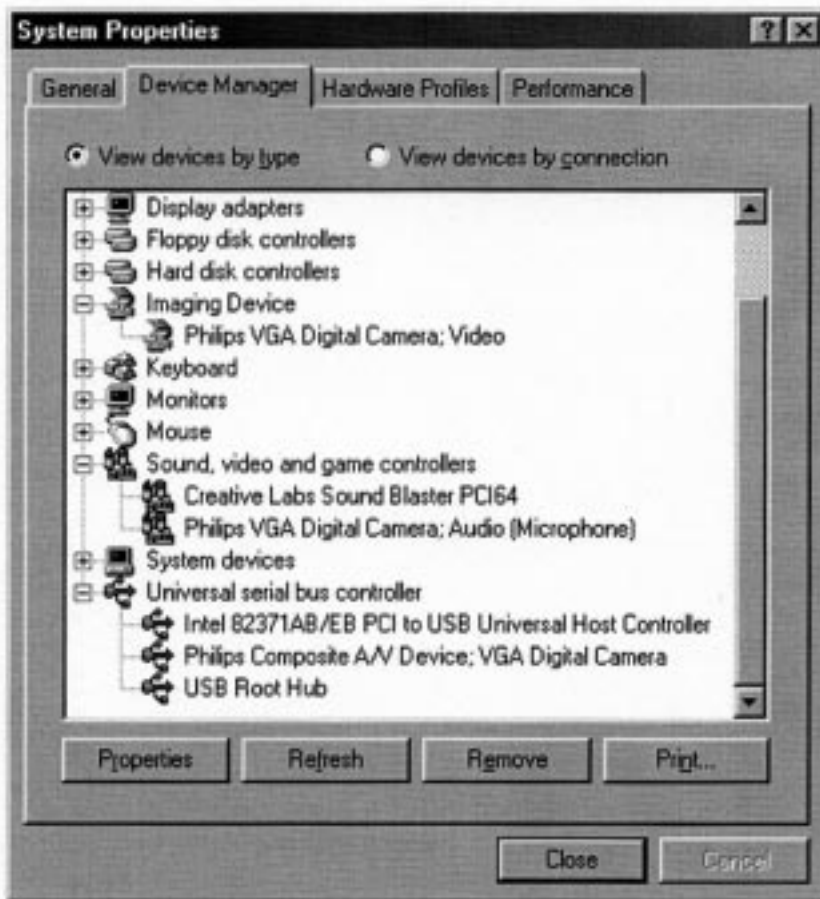 System Properties
General Device Manager Hardware Profiles Performance
View devices by type View devices by connection
Display adapters
Floppy disk controllers
Hard disk controllers
Imaging Device
Philips VGA Digital Camera; Video
Keyboard
Monitors
Mouse
Sound, video and game controllers
Creative Labs Sound Blaster PCI64
Philips VGA Digital Camera; Audio (Microphone)
System devices
Universal serial bus controller
Intel 82371AB/EB PCI to USB Universal Host Controller
Philips Composite A/V Device; VGA Digital Camera
USB Root Hub
Properties Refresh Remove Print...
Close Cancel